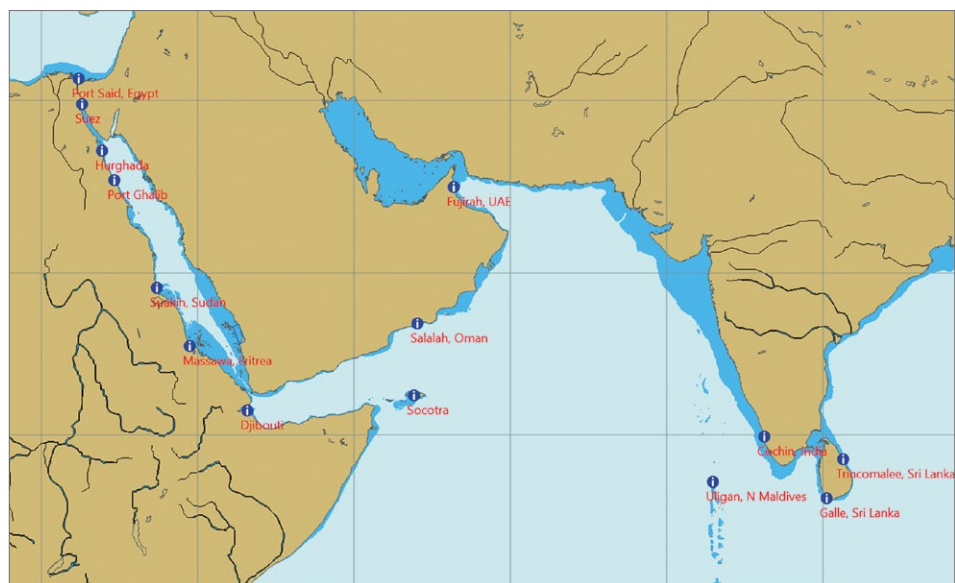 Port Said, Egypt
Suez
Hurghada
Port Ghalib
Fujirah, UAE
Suakin, Sudan
Salalah, Oman
Massawa, Eritrea
Socotra
Djibouti
Cochin, India
Trincomalee, Sri Lanka
Uligan, N Maldives
Galle, Sri Lanka